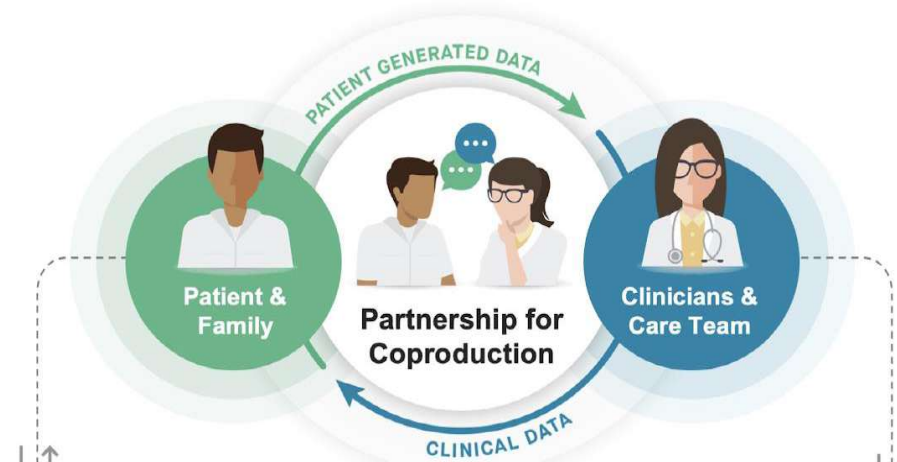 PATIENT GENERATED DATA
Patient &
Family
Partnership for
Coproduction
Clinicians &
Care Team
CLINICAL DATA